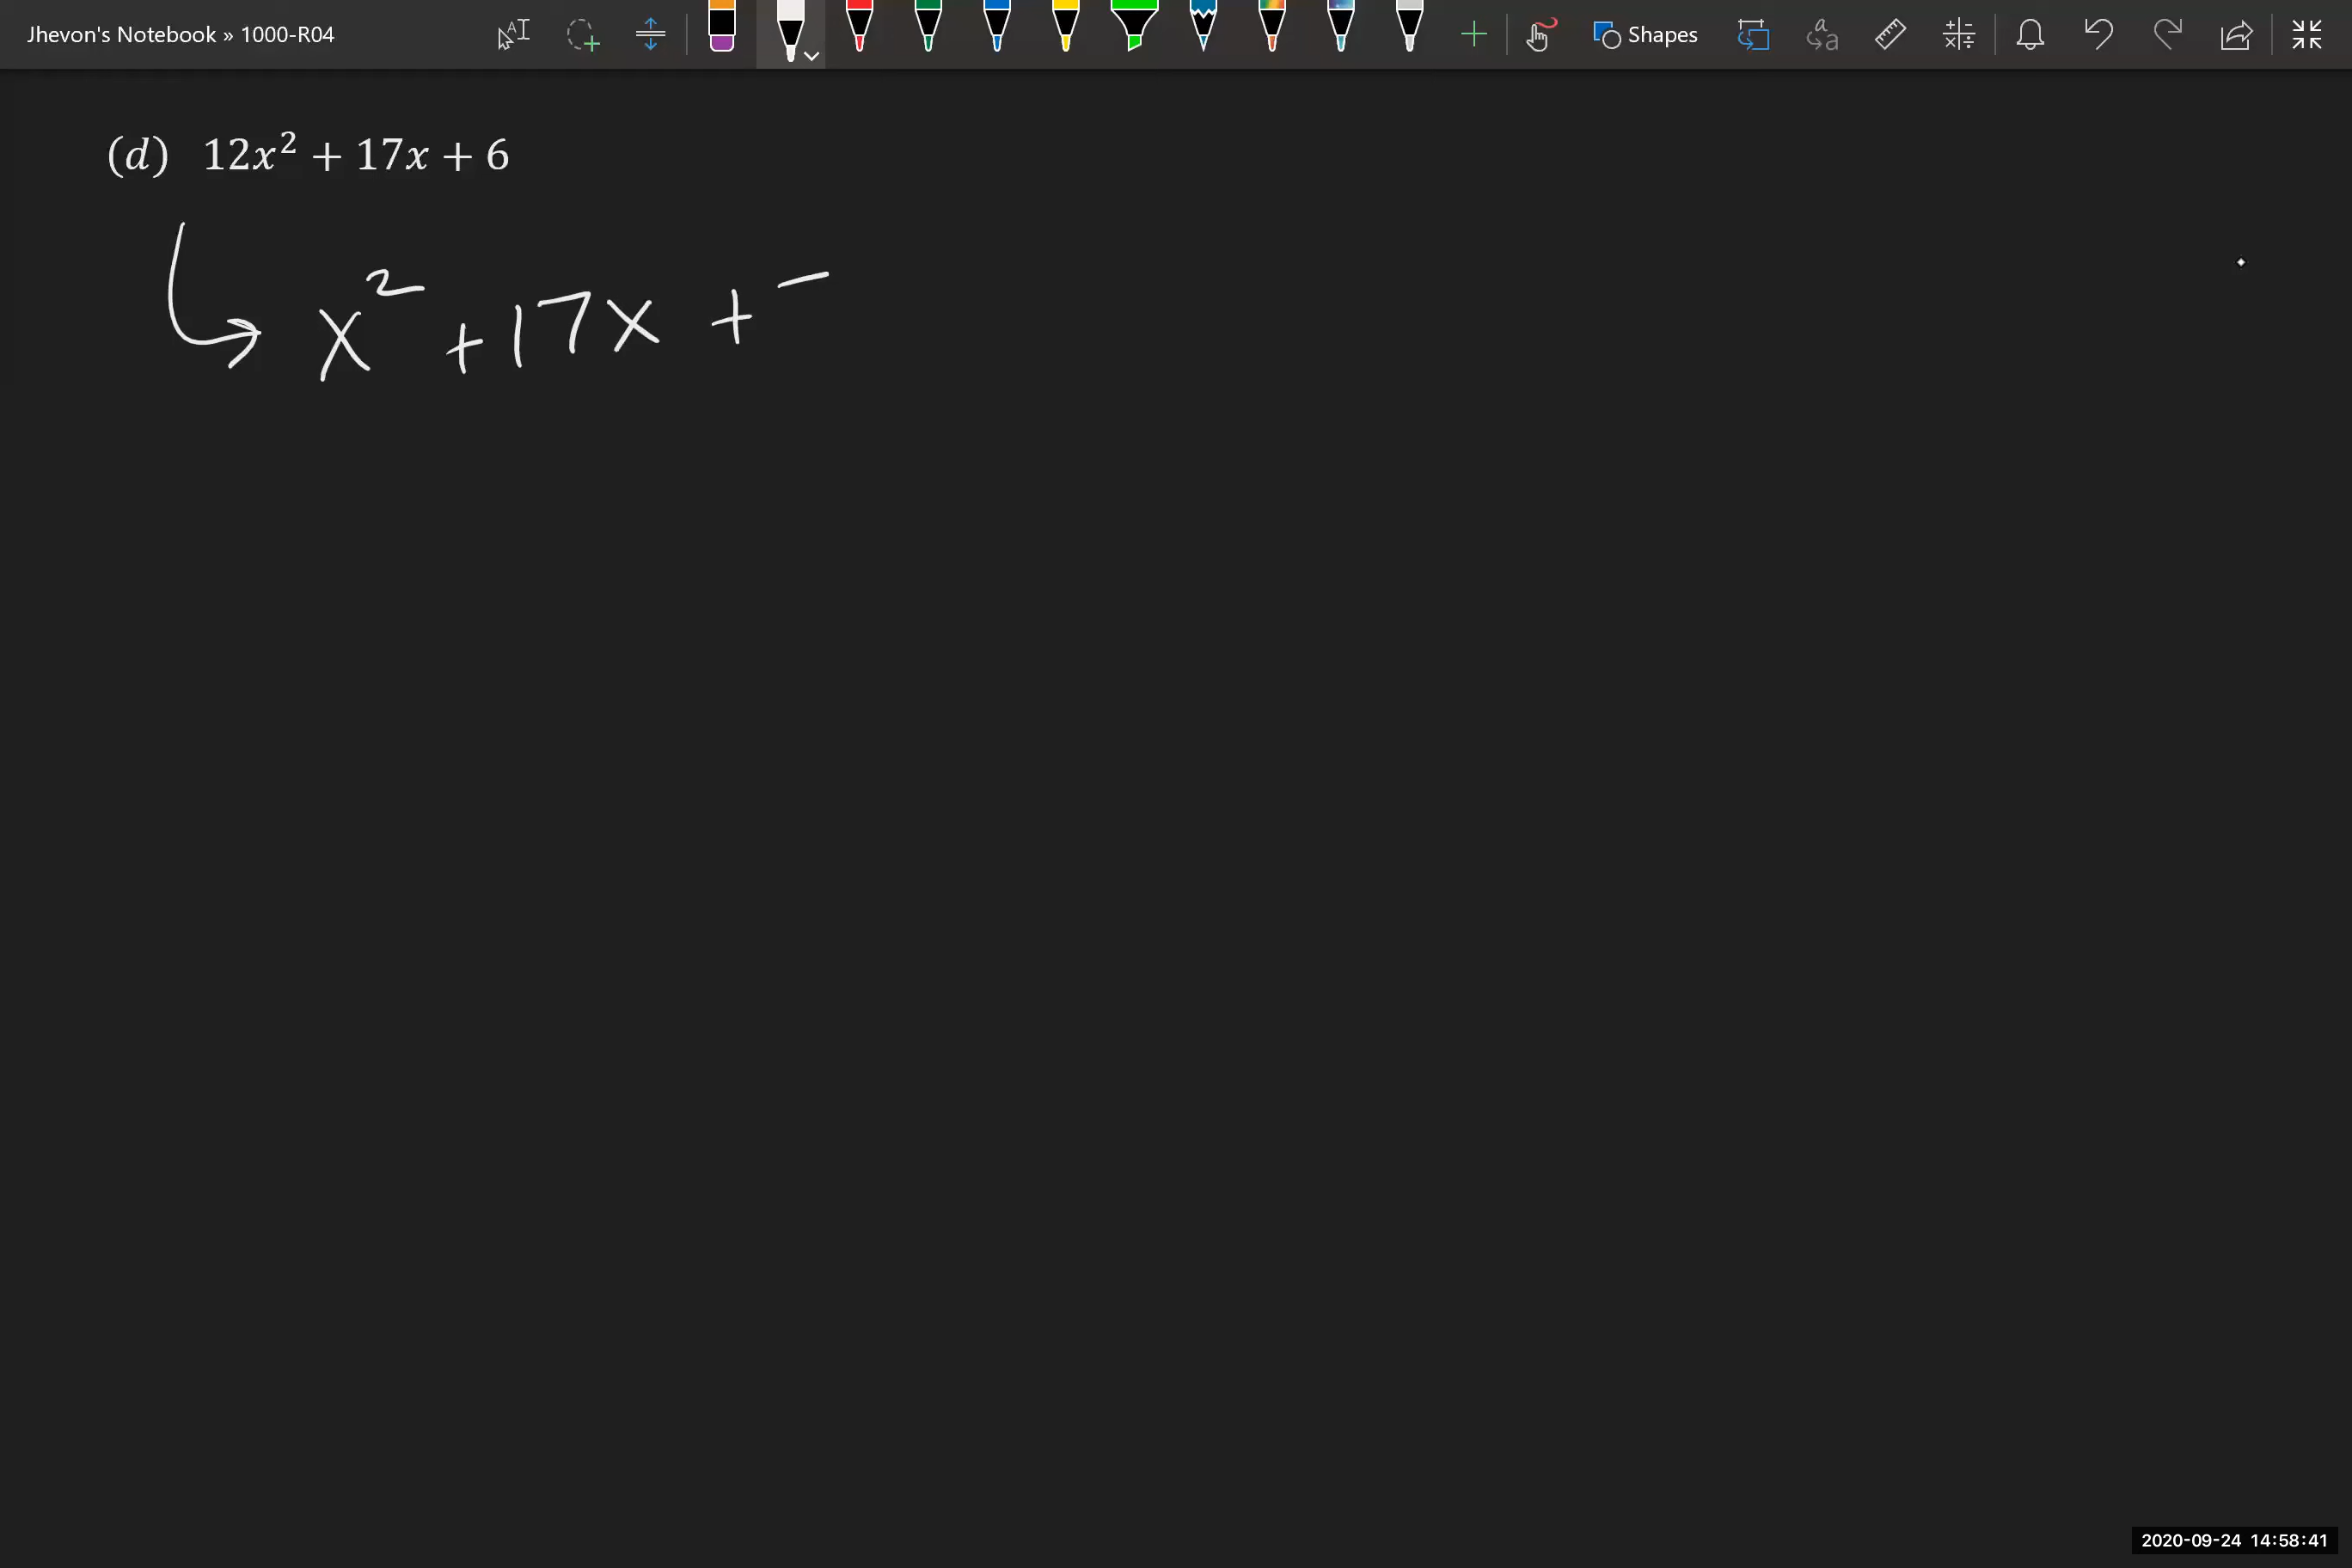 Jhevon's Notebook » 1000-R04
Shapes
(d) 12x² + 17x + 6
x² + 17x +
2020-09-24 14:58:41